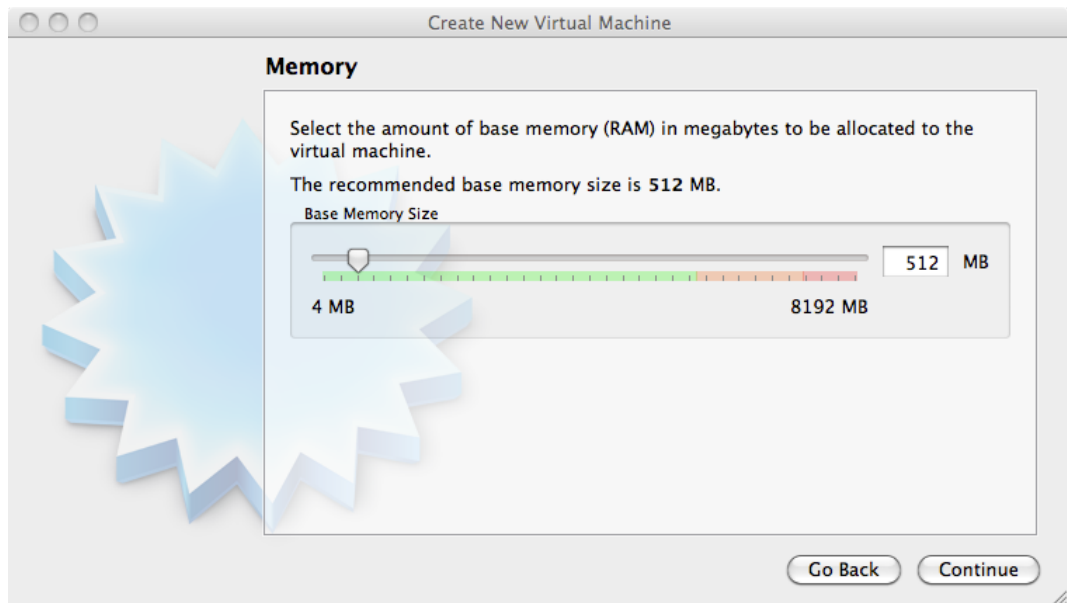 Create New Virtual Machine
Memory
Select the amount of base memory (RAM) in megabytes to be allocated to the
virtual machine.
The recommended base memory size is 512 MB.
Base Memory Size
512 MB
4 MB 8192 MB
Go Back Continue